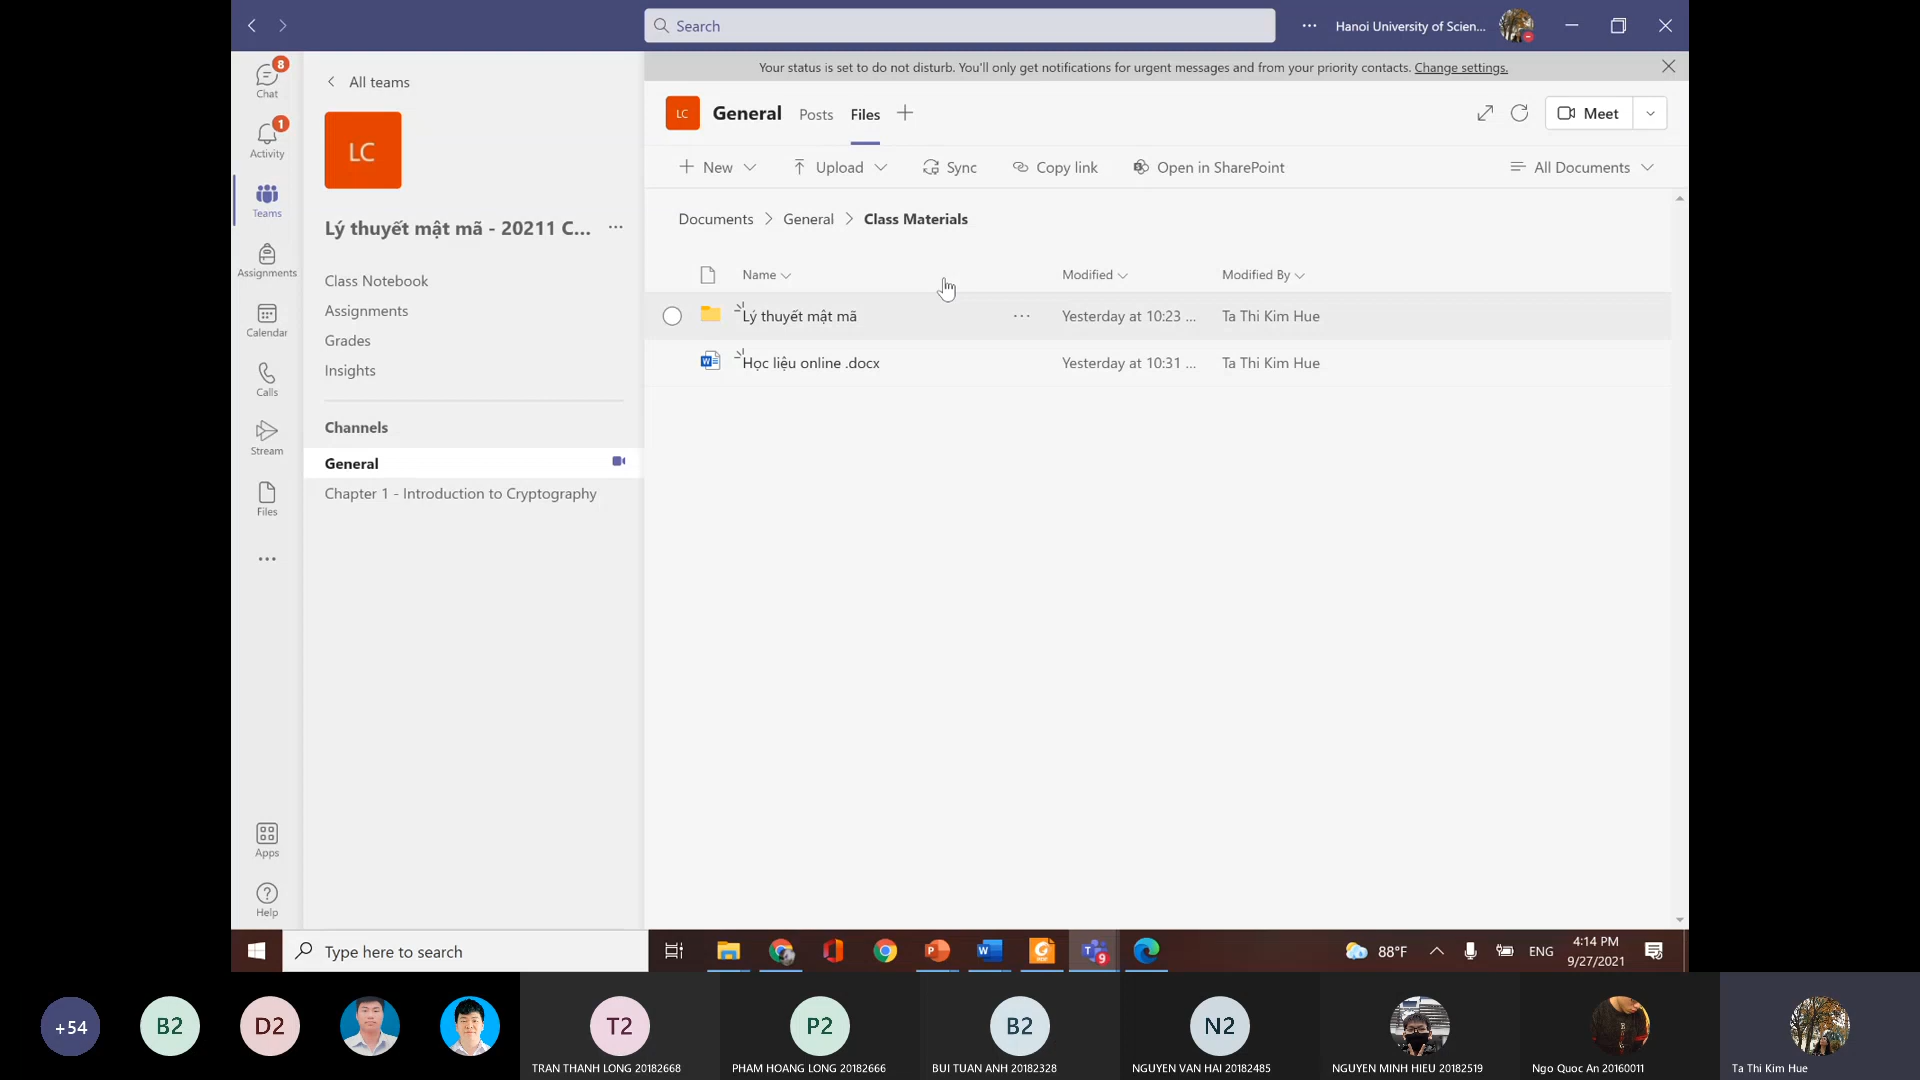 Search
Hanoi University of Scien...
Your status is set to do not disturb. You'll only get notifications for urgent messages and from your priority contacts. Change settings.
8
Chat
1
Activity
Teams
Assignments
Calendar
Calls
Stream
Files
Apps
Help
All teams
LC
Lý thuyết mật mã - 20211 C...
Class Notebook
Assignments
Grades
Insights
Channels
General
Chapter 1 - Introduction to Cryptography
LC General Posts Files
Meet
New Upload Sync Copy link Open in SharePoint All Documents
Documents > General > Class Materials
Name Modified Modified By
Lý thuyết mật mã Yesterday at 10:23 ... Ta Thi Kim Hue
Học liệu online .docx Yesterday at 10:31 ... Ta Thi Kim Hue
Type here to search
9
88°F
ENG
4:14 PM
9/27/2021
+54 B2 D2 T2 P2 B2 N2
TRAN THANH LONG 20182668
PHAM HOANG LONG 20182666
BUI TUAN ANH 20182328
NGUYEN VAN HAI 20182485
NGUYEN MINH HIEU 20182519
Ngo Quoc An 20160011
Ta Thi Kim Hue